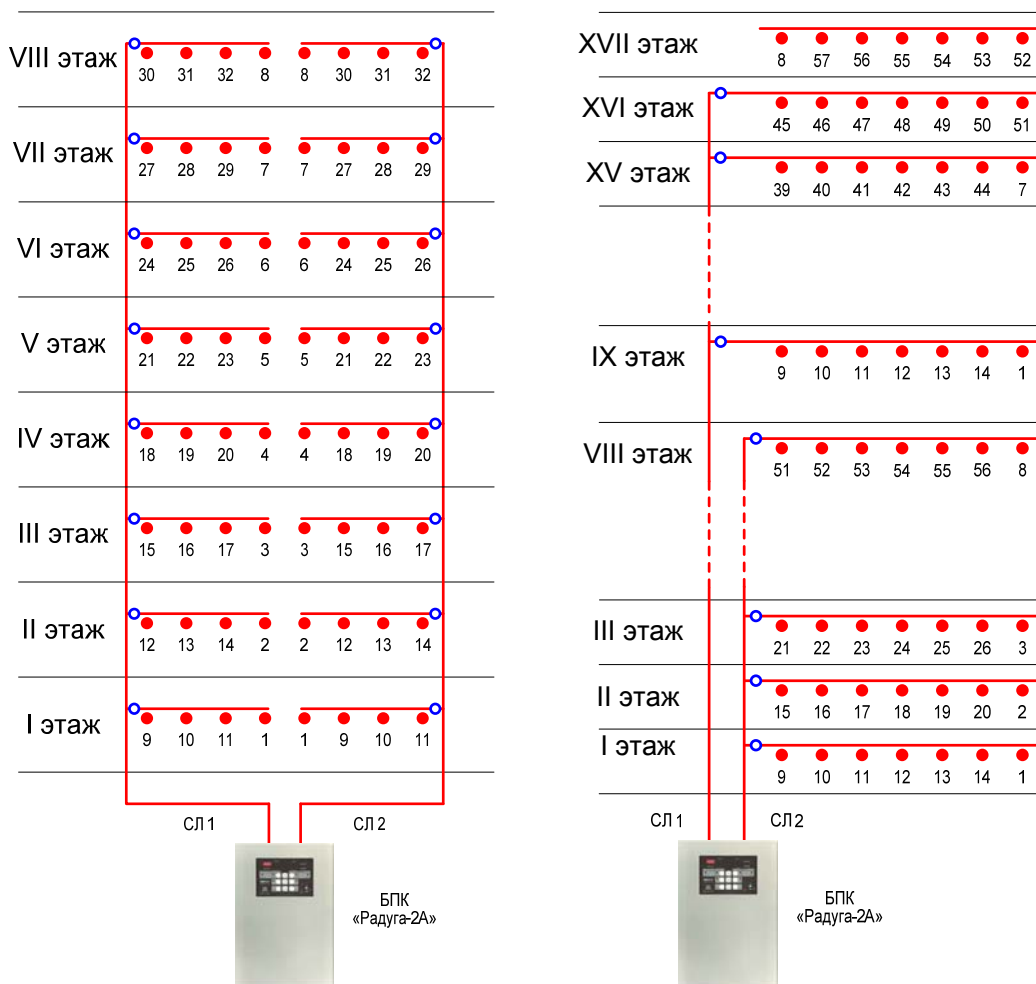 VIII этаж
30 31 32 8 8 30 31 32
VII этаж
27 28 29 7 7 27 28 29
VI этаж
24 25 26 6 6 24 25 26
V этаж
21 22 23 5 5 21 22 23
IV этаж
18 19 20 4 4 18 19 20
III этаж
15 16 17 3 3 15 16 17
II этаж
12 13 14 2 2 12 13 14
I этаж
9 10 11 1 1 9 10 11
СЛ 1 СЛ 2
БПК
«Радуга-2А»
XVII этаж
8 57 56 55 54 53 52
XVI этаж
45 46 47 48 49 50 51
XV этаж
39 40 41 42 43 44 7
IX этаж
9 10 11 12 13 14 1
VIII этаж
51 52 53 54 55 56 8
III этаж
21 22 23 24 25 26 3
II этаж
15 16 17 18 19 20 2
I этаж
9 10 11 12 13 14 1
СЛ 1 СЛ 2
БПК
«Радуга-2А»